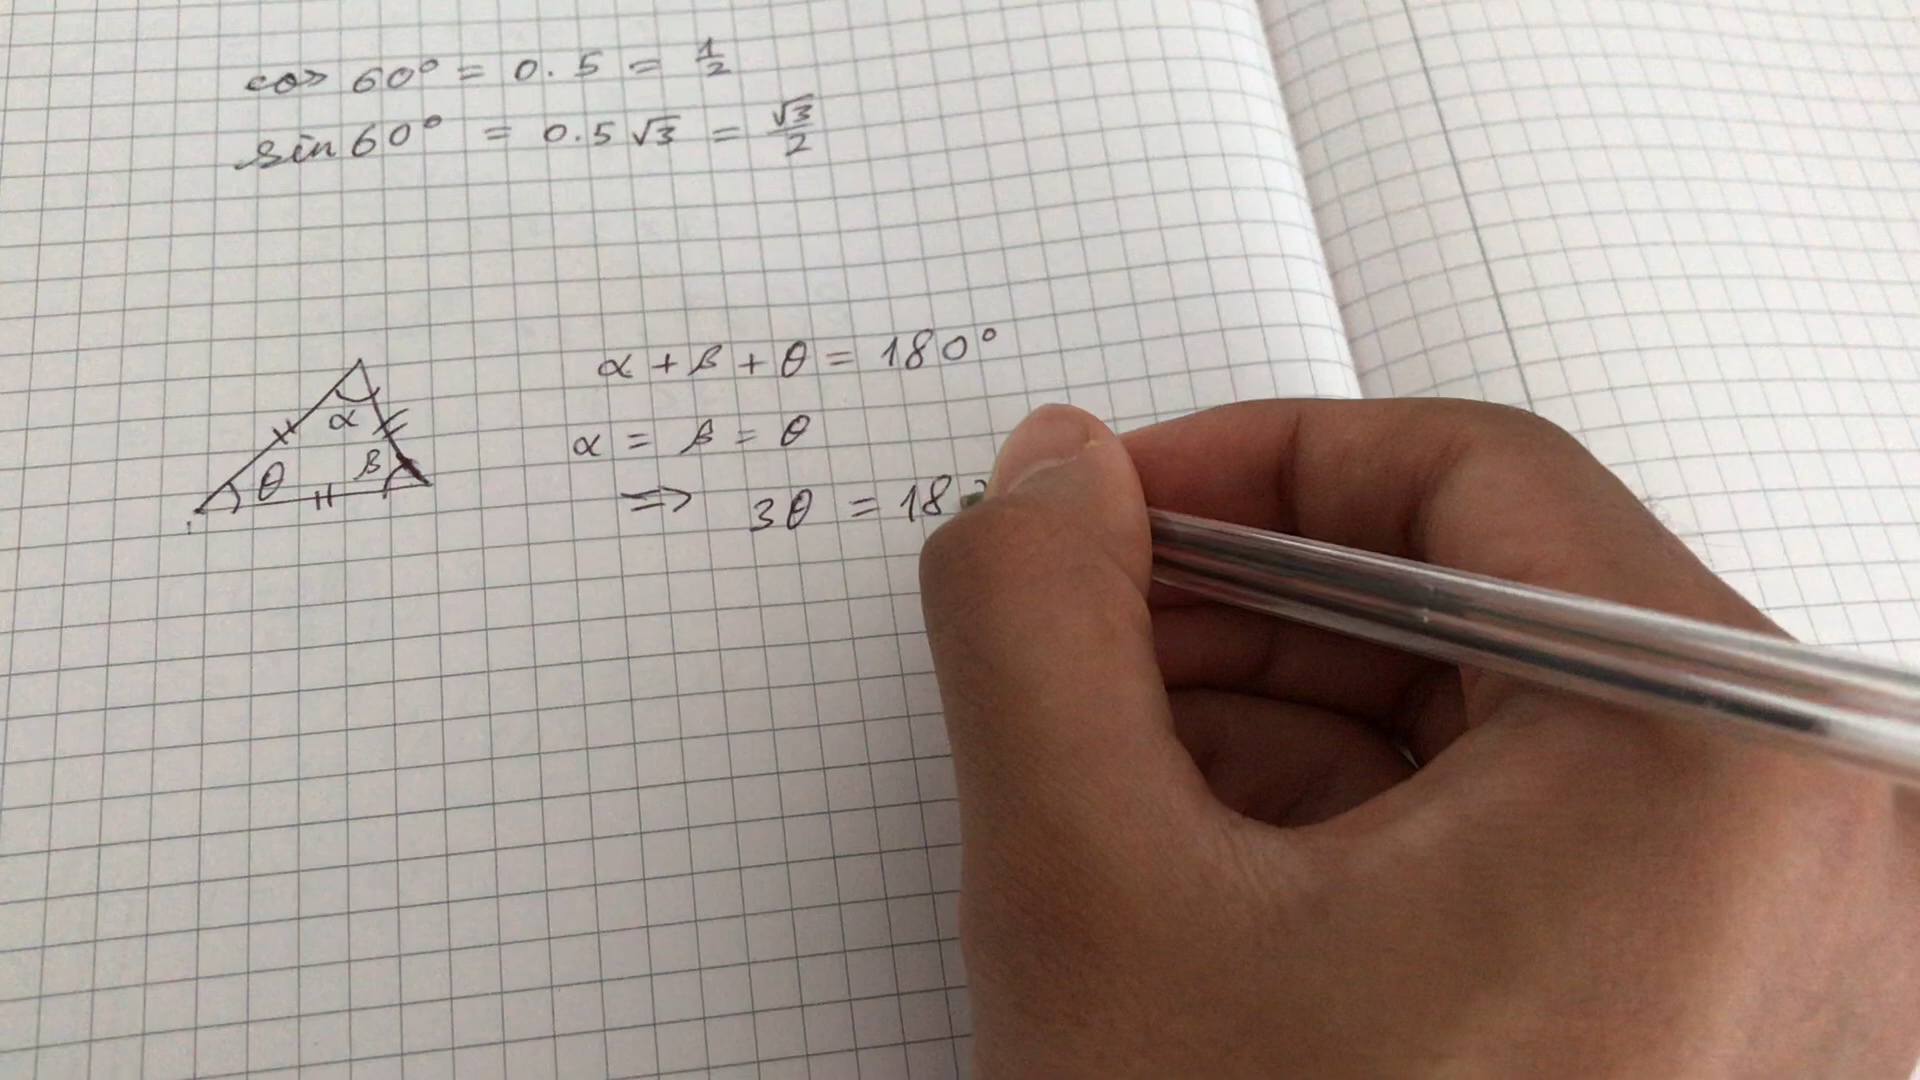 cos 60° = 0.5 = 1/2
sin 60° = 0.5 √3 = √3/2
α + β + θ = 180°
α = β = θ
α
θ
β
=> 3θ = 18